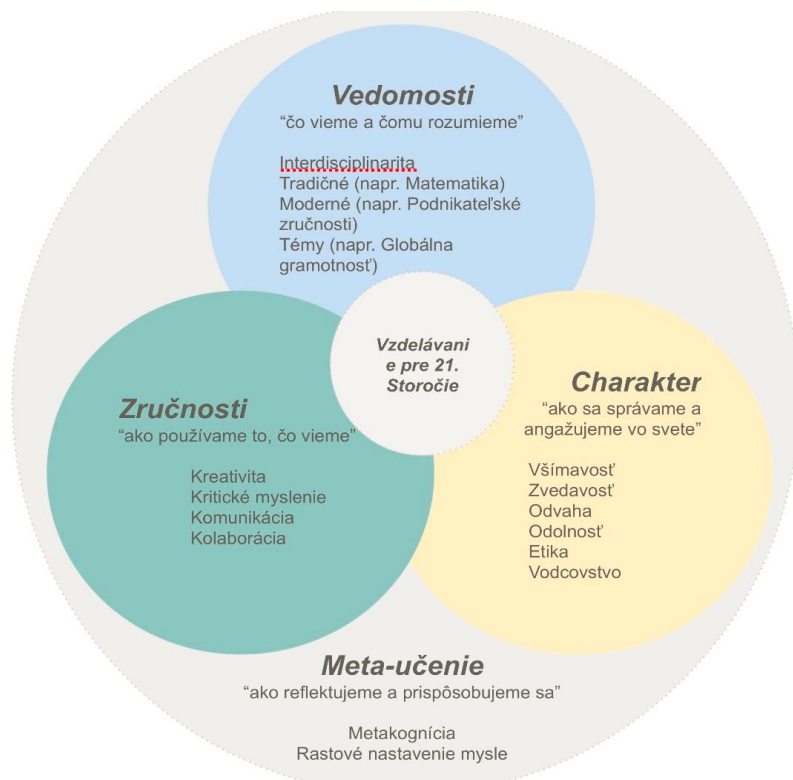 Vedomosti
“čo vieme a čomu rozumieme”
Interdisciplinarita
Tradičné (napr. Matematika)
Moderné (napr. Podnikateľské
zručnosti)
Témy (napr. Globálna
gramotnosť)
Vzdelávani
e pre 21.
Storočie
Zručnosti
“ako používame to, čo vieme”
Kreativita
Kritické myslenie
Komunikácia
Kolaborácia
Charakter
“ako sa správame a
angažujeme vo svete”
Všímavosť
Zvedavosť
Odvaha
Odolnosť
Etika
Vodcovstvo
Meta-učenie
“ako reflektujeme a prispôsobujeme sa”
Metakognícia
Rastové nastavenie mysle